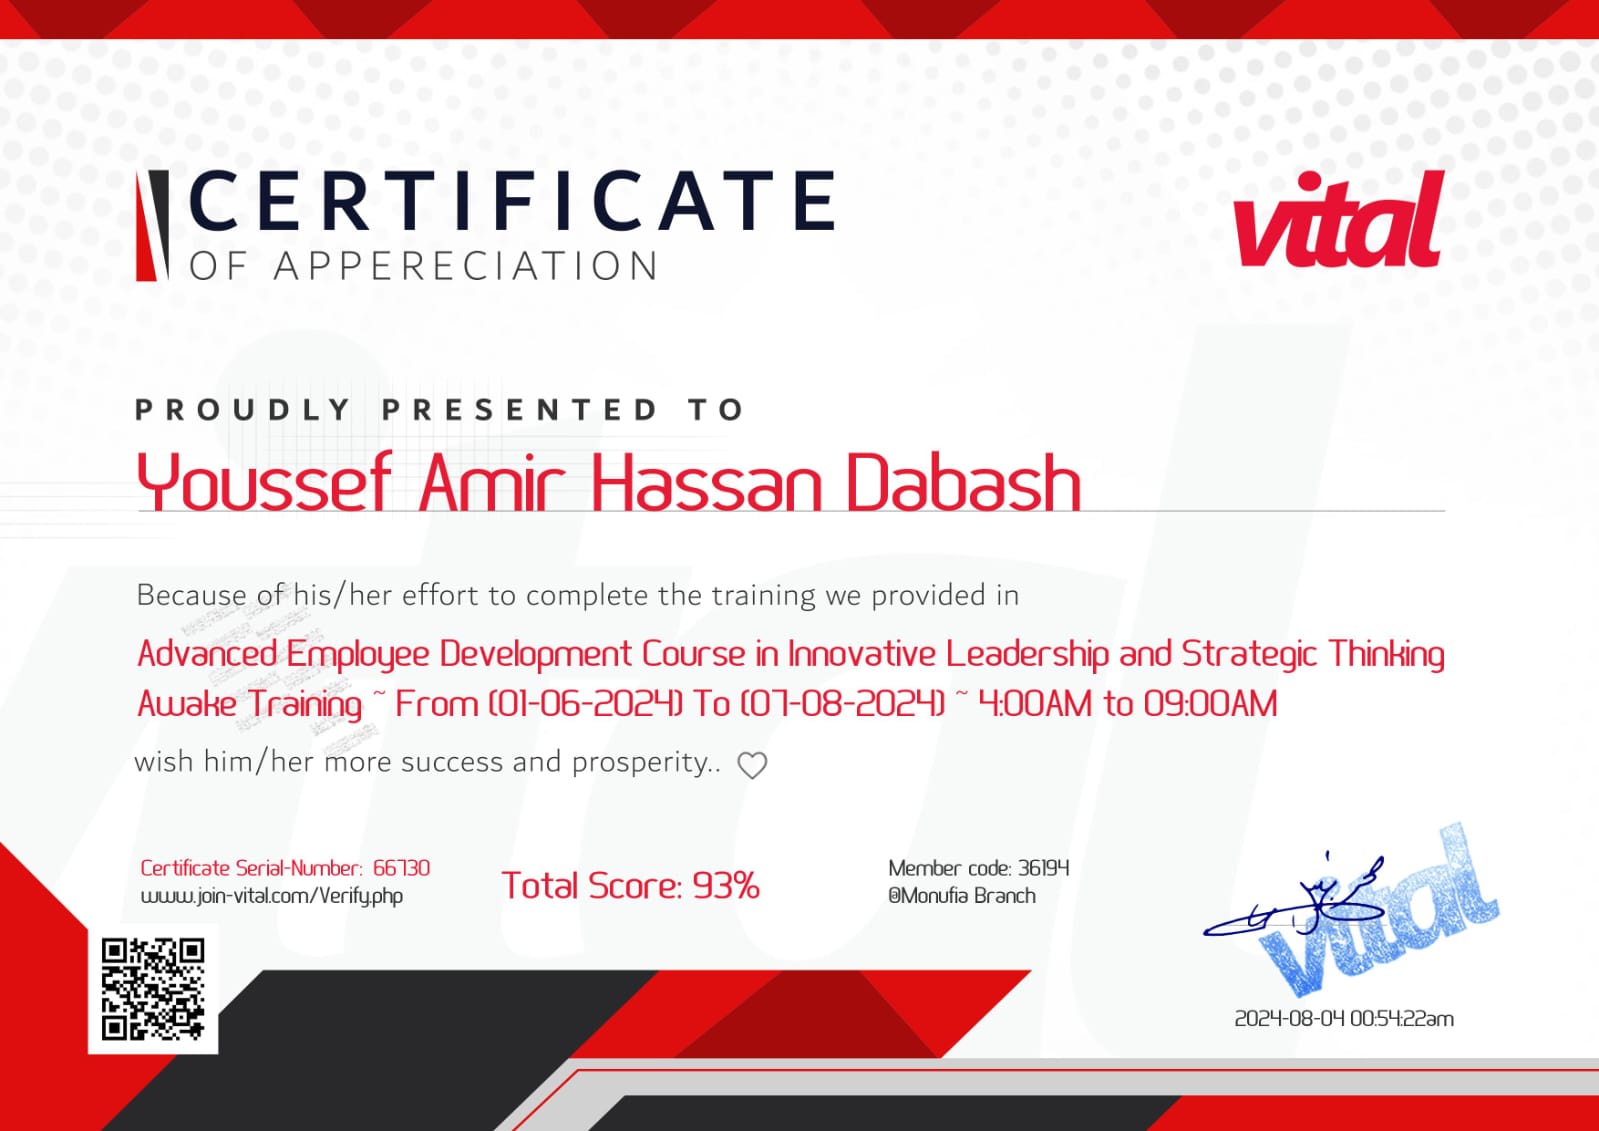 CERTIFICATE
OF APPERECIATION
vital
PROUDLY PRESENTED TO
Youssef Amir Hassan Dabash
Because of his/her effort to complete the training we provided in
Advanced Employee Development Course in Innovative Leadership and Strategic Thinking
Awake Training ~ From (01-06-2024) To (07-08-2024) ~ 4:00AM to 09:00AM
wish him/her more success and prosperity..
Certificate Serial-Number: 66730
www.join-vital.com/Verify.php
Total Score: 93%
Member code: 36194
@Monufia Branch
vital
2024-08-04 00:54:22am